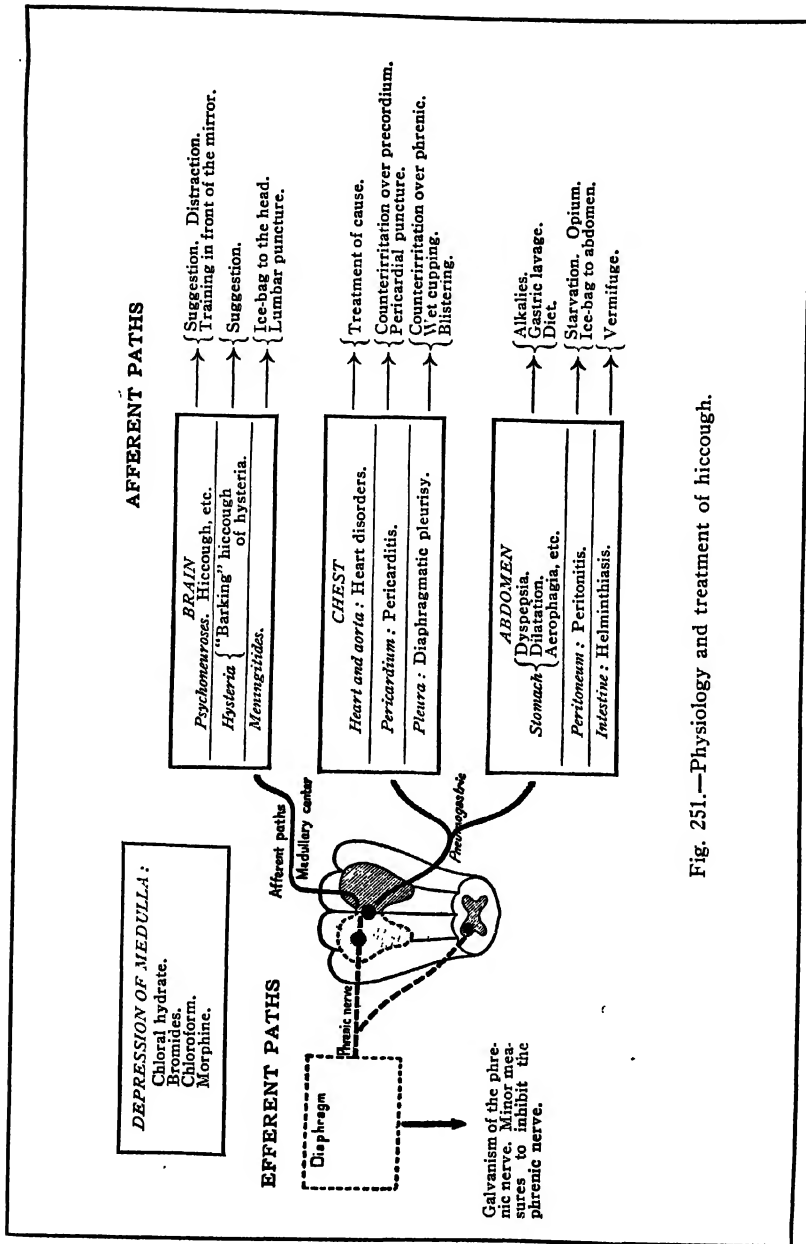 AFFERENT PATHS
DEPRESSION OF MEDULLA:
Chloral hydrate.
Bromides.
Chloroform.
Morphine.
EFFERENT PATHS
Diaphragm
Phrenic nerve
Afferent paths
Medullary center
Pneumogastric
Galvanism of the phre-
nic nerve. Minor mea-
sures to inhibit the
phrenic nerve.
BRAIN
Psychoneuroses. Hiccough, etc.
Hysteria { "Barking" hiccough
of hysteria.
Meningitides.
{ Suggestion. Distraction.
Training in front of the mirror.
{ Suggestion.
{ Ice-bag to the head.
Lumbar puncture.
CHEST
Heart and aorta: Heart disorders.
Pericardium: Pericarditis.
Pleura: Diaphragmatic pleurisy.
{ Treatment of cause.
{ Counterirritation over precordium.
Pericardial puncture.
{ Counterirritation over phrenic.
Wet cupping.
Blistering.
ABDOMEN
Stomach { Dyspepsia.
Dilatation.
Aerophagia, etc.
Peritoneum: Peritonitis.
Intestine: Helminthiasis.
{ Alkalies.
Gastric lavage.
Diet.
{ Starvation. Opium.
Ice-bag to abdomen.
{ Vermifuge.
Fig. 251.—Physiology and treatment of hiccough.